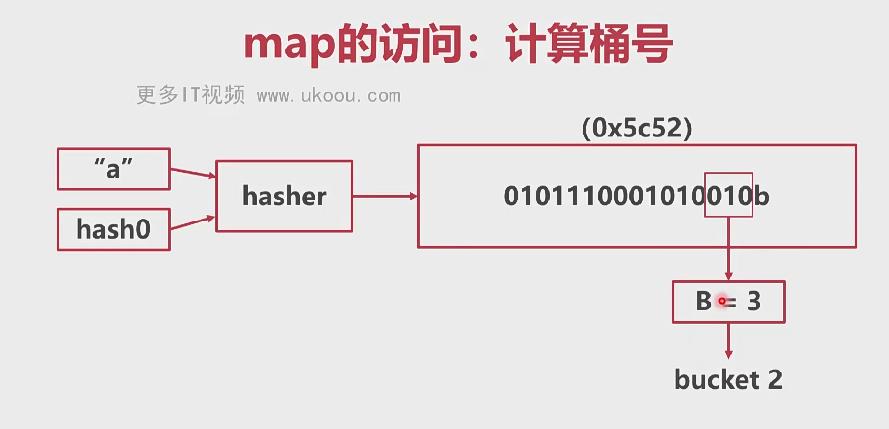 map的访问：计算桶号
更多IT视频 www.ukoou.com
(0x5c52)
“a”
hash0
hasher
0101110001010010b
B = 3
bucket 2